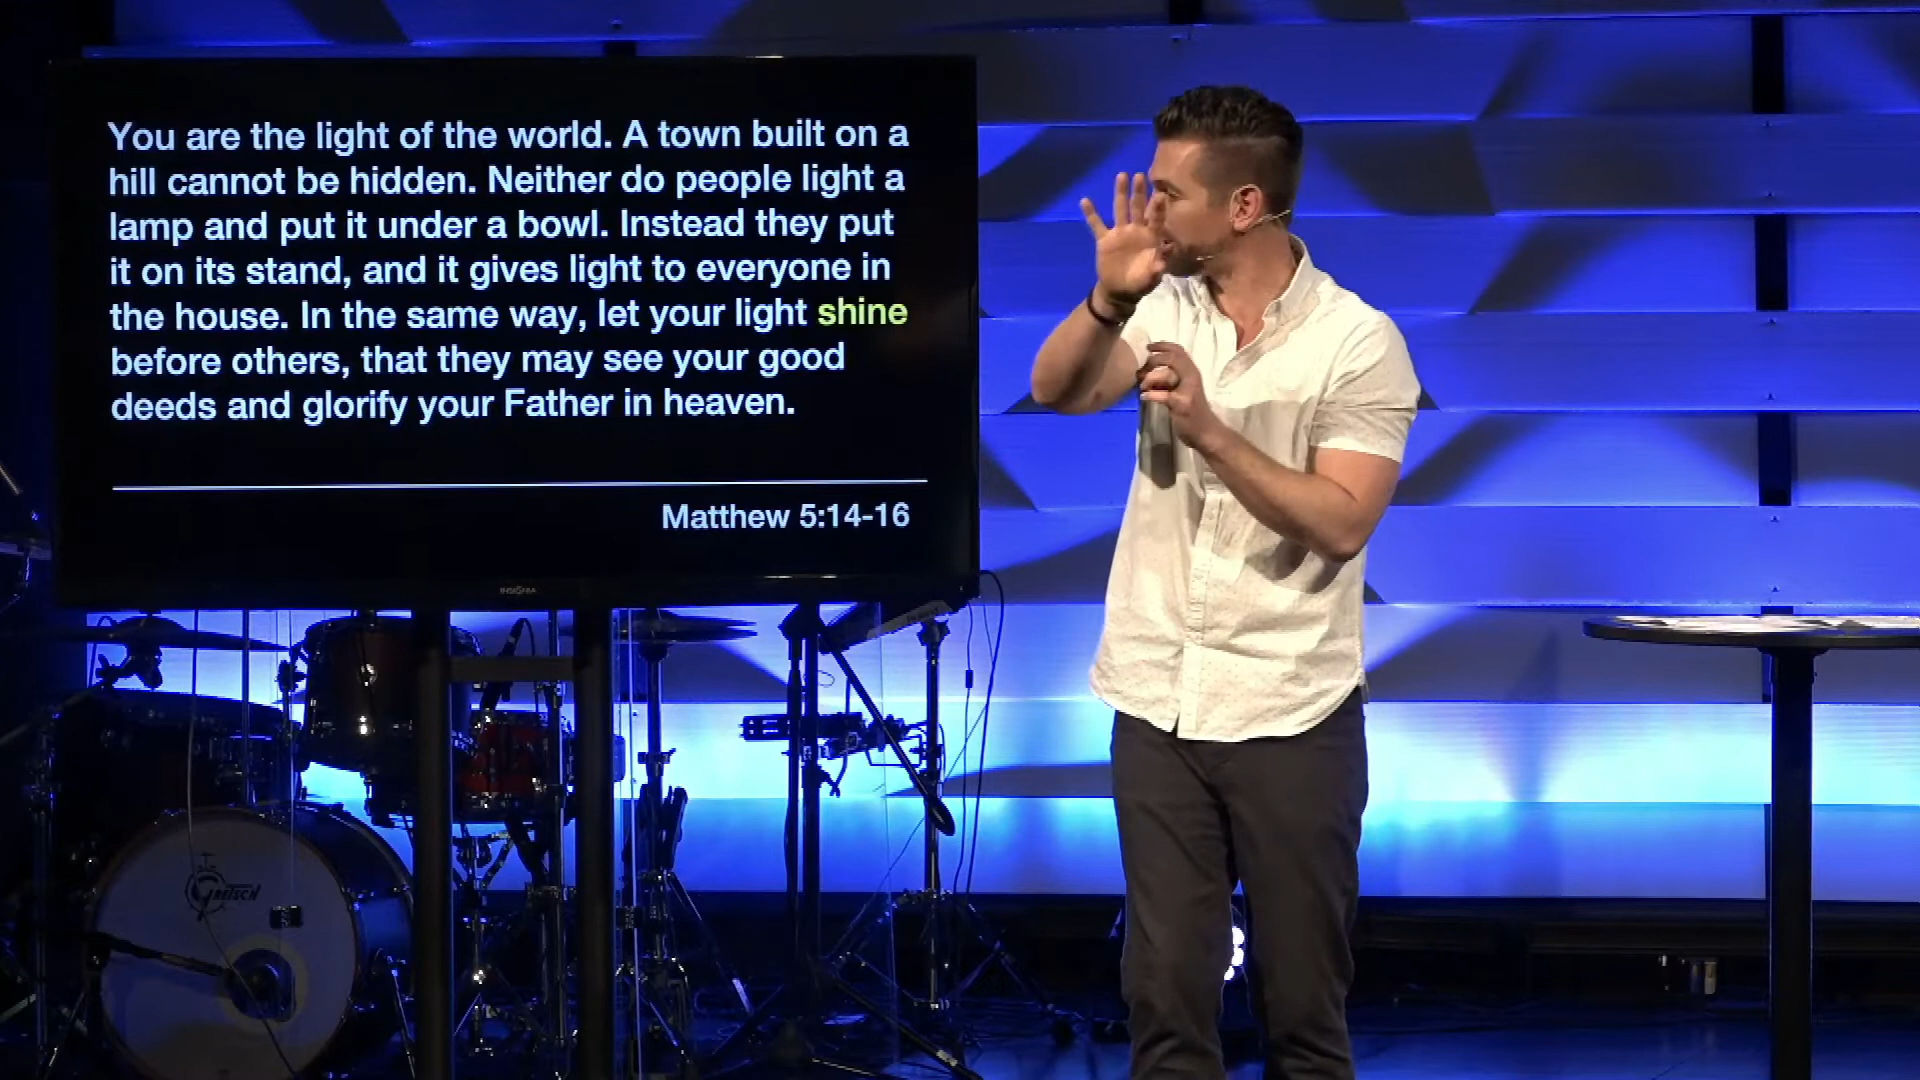 You are the light of the world. A town built on a
hill cannot be hidden. Neither do people light a
lamp and put it under a bowl. Instead they put
it on its stand, and it gives light to everyone in
the house. In the same way, let your light shine
before others, that they may see your good
deeds and glorify your Father in heaven.
Matthew 5:14-16
INSIGNIA
GRETSCH